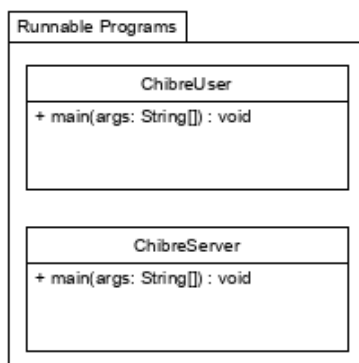 Runnable Programs
ChibreUser
+ main(args: String[]) : void
ChibreServer
+ main(args: String[]) : void